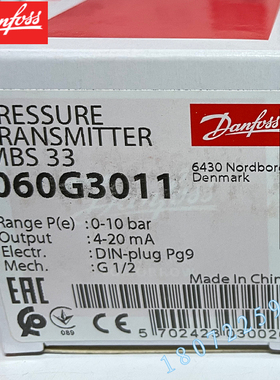 Danfoss
RESSURE
RANSMITTER
MBS 33
060G3011
Danfoss
6430 Nordbor
Denmark
Range P(e) :0-10 bar
Output :4-20 mA
Electr. :DIN-plug Pg9
Mech. :G 1/2
Made in Chin
EAC
089